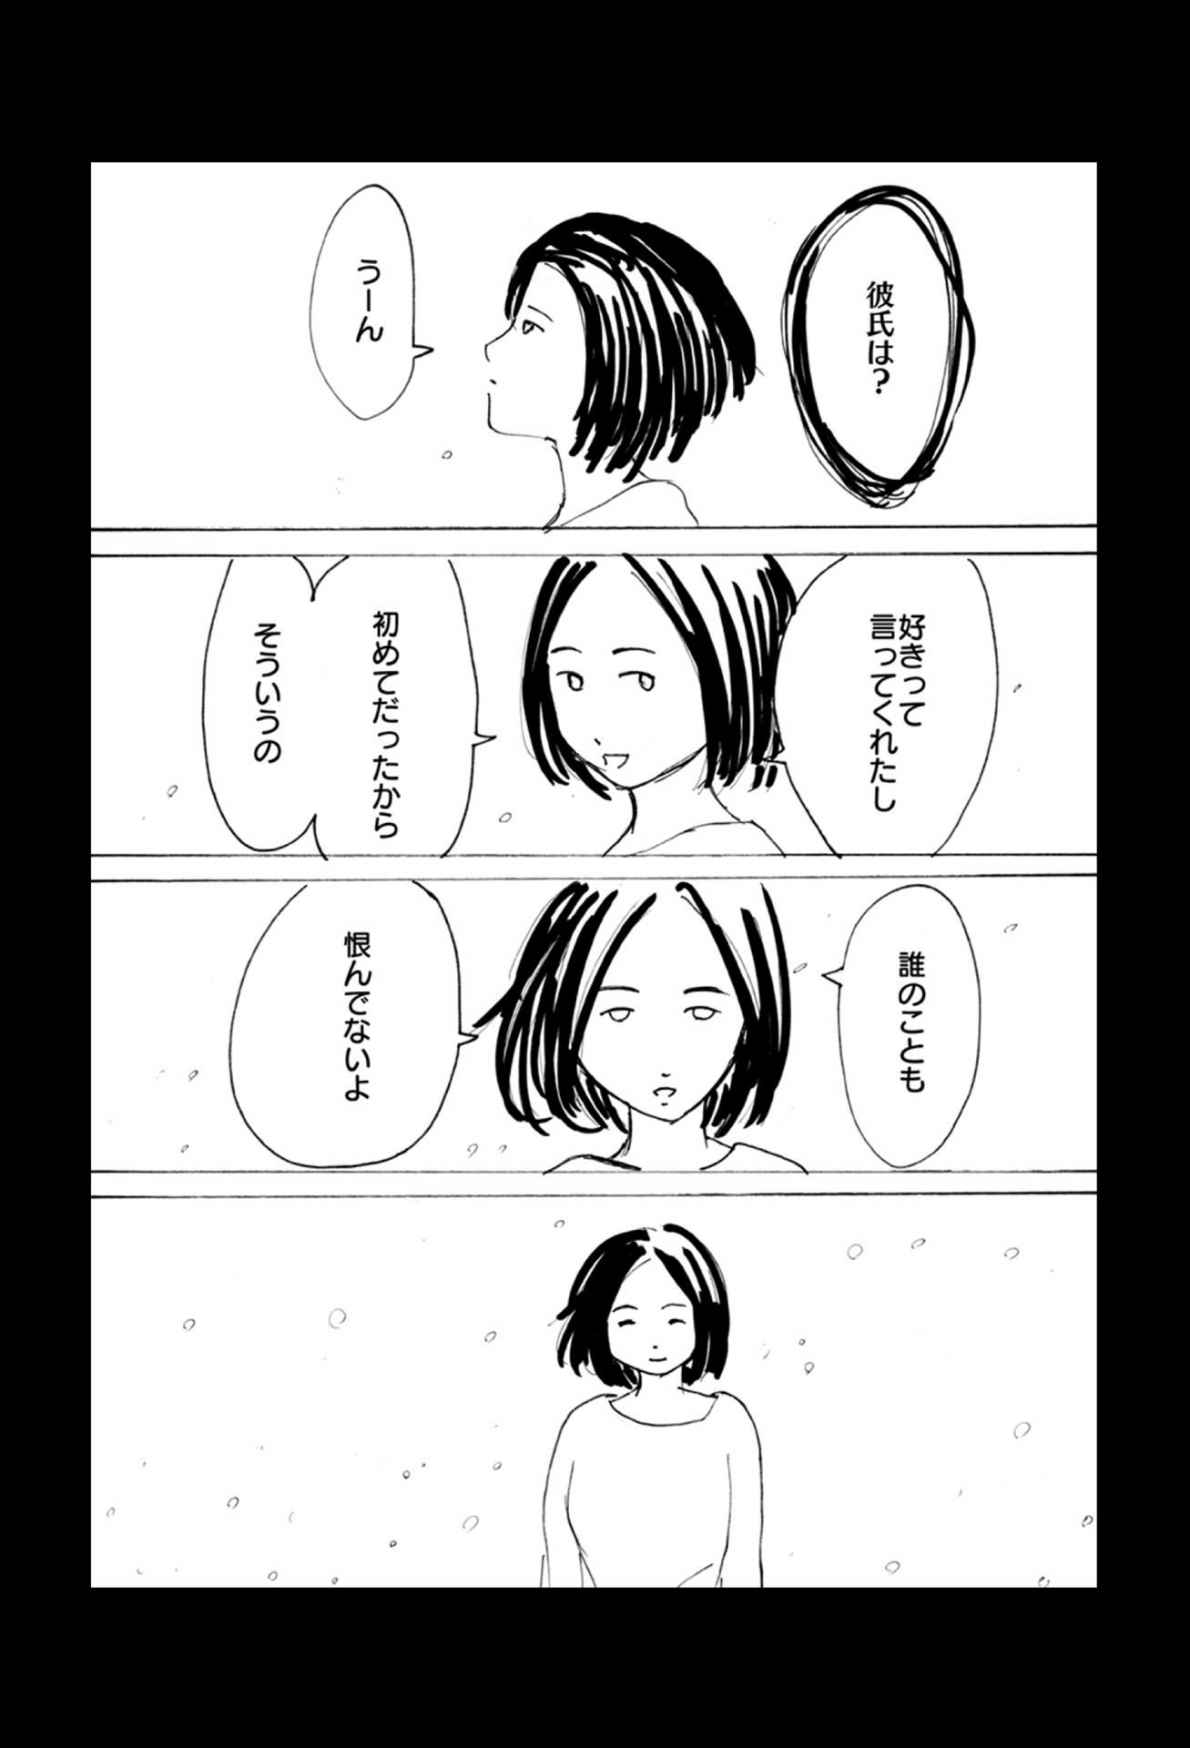 彼氏は？
うーん
好きって
言ってくれたし
初めてだったから
そういうの
誰のことも
恨んでないよ